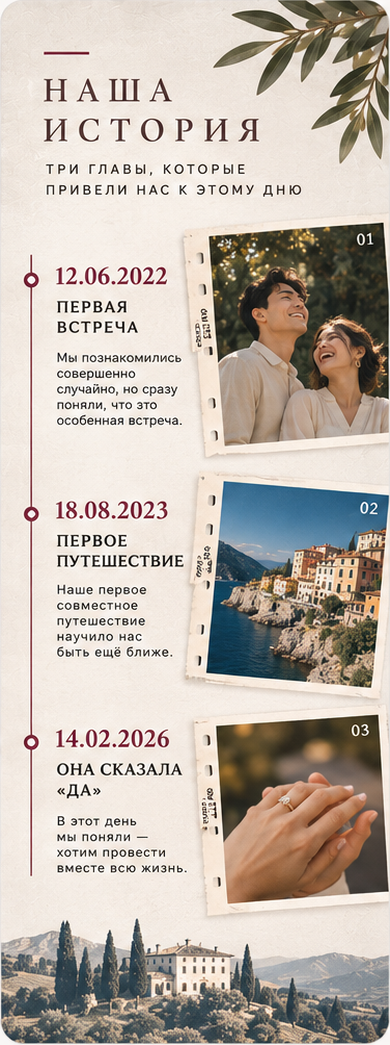 НАША
ИСТОРИЯ
ТРИ ГЛАВЫ, КОТОРЫЕ
ПРИВЕЛИ НАС К ЭТОМУ ДНЮ
01
12.06.2022
ПЕРВАЯ
ВСТРЕЧА
Мы познакомились
совершенно
случайно, но сразу
поняли, что это
особенная встреча.
02
18.08.2023
ПЕРВОЕ
ПУТЕШЕСТВИЕ
Наше первое
совместное
путешествие
научило нас
быть ещё ближе.
03
14.02.2026
ОНА СКАЗАЛА
«ДА»
В этот день
мы поняли —
хотим провести
вместе всю жизнь.